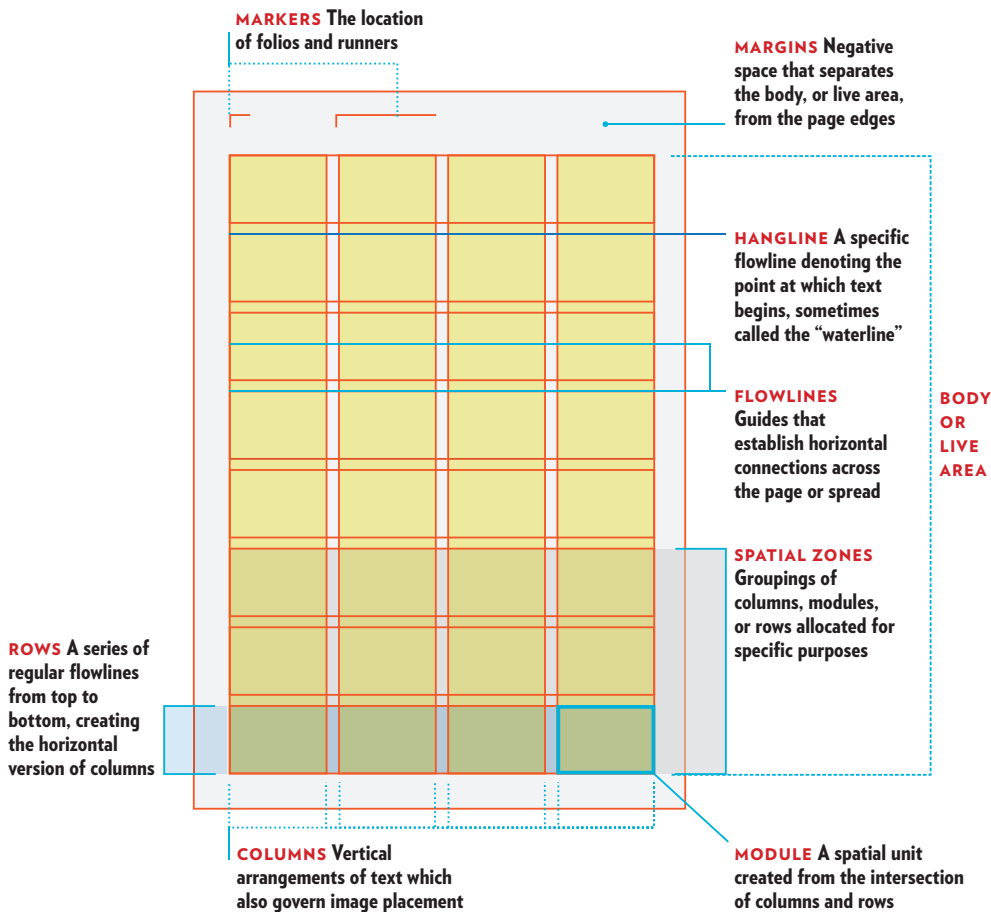 MARKERS The location
of folios and runners
MARGINS Negative
space that separates
the body, or live area,
from the page edges
HANGLINE A specific
flowline denoting the
point at which text
begins, sometimes
called the “waterline”
FLOWLINES
Guides that
establish horizontal
connections across
the page or spread
BODY
OR
LIVE
AREA
SPATIAL ZONES
Groupings of
columns, modules,
or rows allocated for
specific purposes
ROWS A series of
regular flowlines
from top to
bottom, creating
the horizontal
version of columns
COLUMNS Vertical
arrangements of text which
also govern image placement
MODULE A spatial unit
created from the intersection
of columns and rows